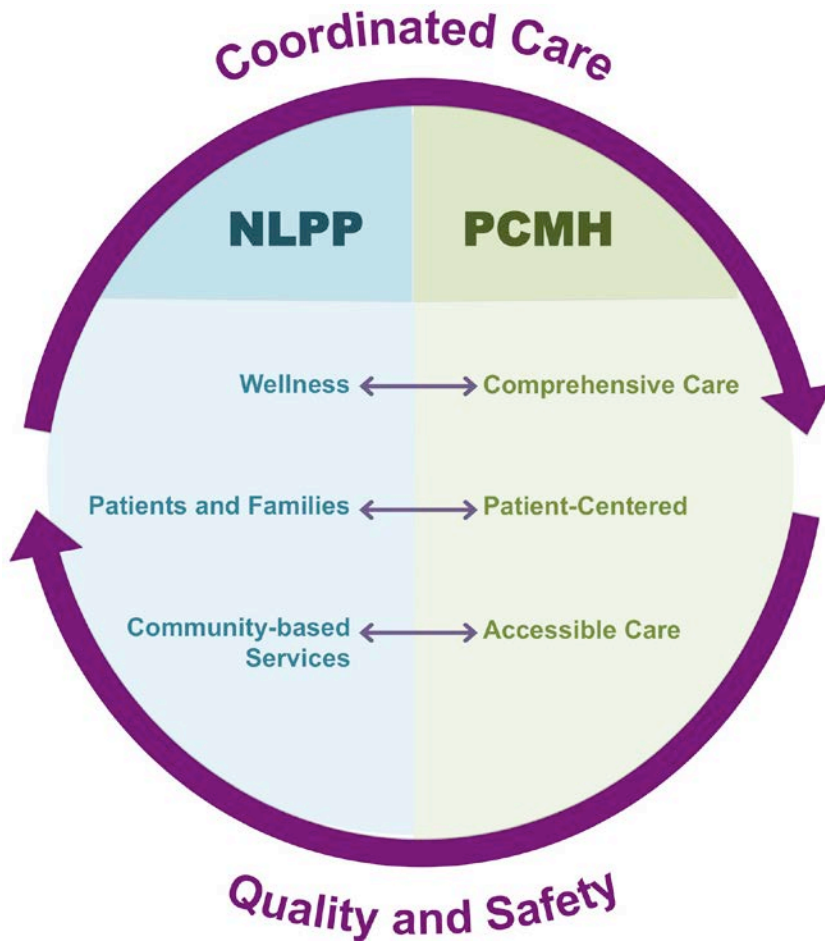 Coordinated Care
NLPP PCMH
Wellness Comprehensive Care
Patients and Families Patient-Centered
Community-based Accessible Care
Services
Quality and Safety